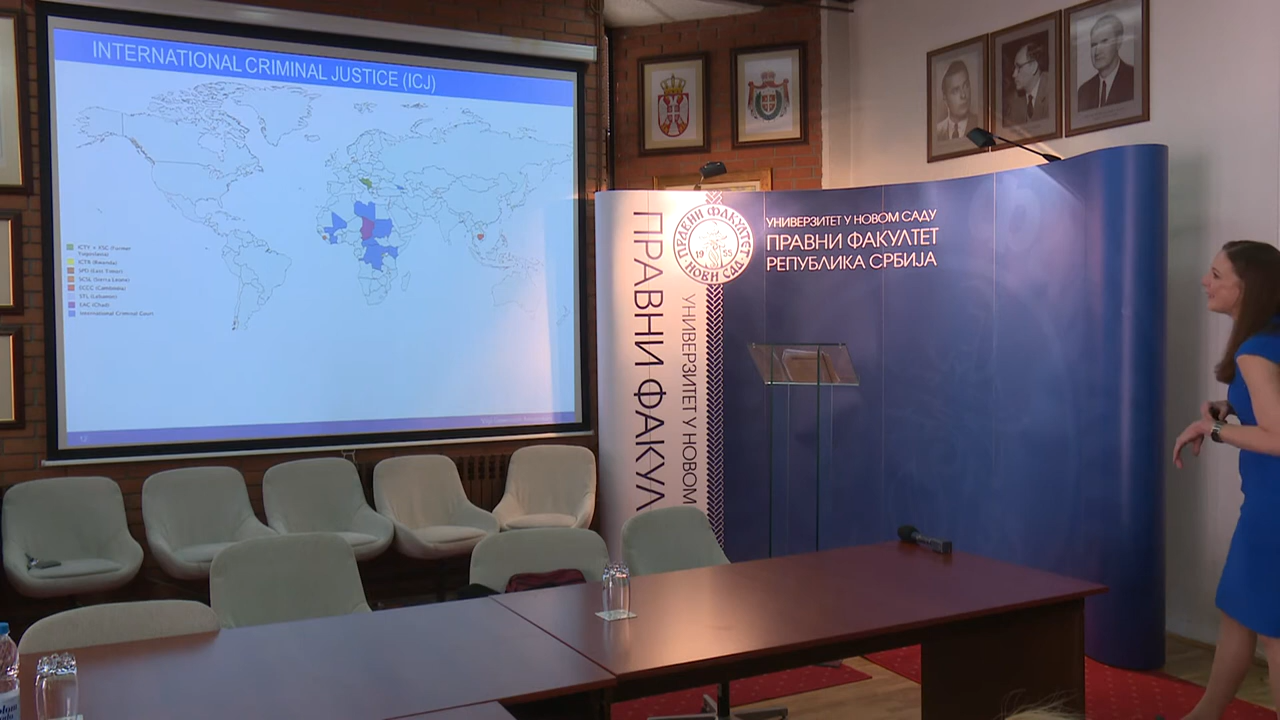 INTERNATIONAL CRIMINAL JUSTICE (ICJ)
ICTY + KSC (Former
Yugoslavia)
ICTR (Rwanda)
SPD (East Timor)
SCSL (Sierra Leone)
ECCC (Cambodia)
STL (Lebanon)
EAC (Chad)
International Criminal Court
12
ПРАВНИ ФАКУЛТЕТ
1955
НОВИ САД
ПРАВНИ ФАКУЛ
УНИВЕРЗИТЕТ У НОВОМ
УНИВЕРЗИТЕТ У НОВОМ САДУ
ПРАВНИ ФАКУЛТЕТ
РЕПУБЛИКА СРБИЈА